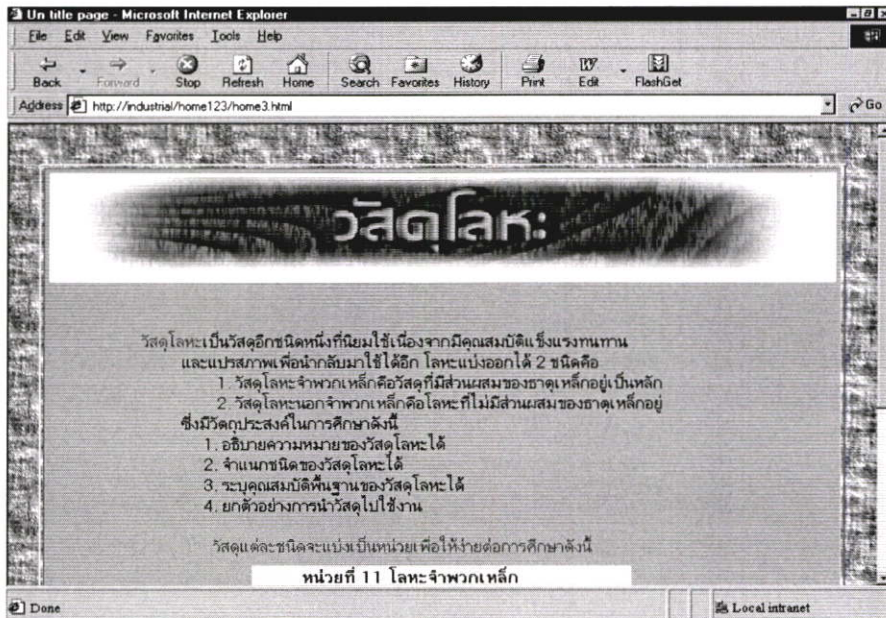 Un title page - Microsoft Internet Explorer
File Edit View Favorites Tools Help
Back Forward Stop Refresh Home Search Favorites History Print Edit FlashGet
Address http://industrial/home123/home3.html Go
วัสดุโลหะ
วัสดุโลหะเป็นวัสดุอีกชนิดหนึ่งที่นิยมใช้เนื่องจากมีคุณสมบัติแข็งแรงทนทาน
และแปรสภาพเพื่อนำกลับมาใช้ได้อีก โลหะแบ่งออกได้ 2 ชนิดคือ
1. วัสดุโลหะจำพวกเหล็กคือวัสดุที่มีส่วนผสมของธาตุเหล็กอยู่เป็นหลัก
2. วัสดุโลหะนอกจำพวกเหล็กคือโลหะที่ไม่มีส่วนผสมของธาตุเหล็กอยู่
ซึ่งมีวัตถุประสงค์ในการศึกษาดังนี้
1. อธิบายความหมายของวัสดุโลหะได้
2. จำแนกชนิดของวัสดุโลหะได้
3. ระบุคุณสมบัติพื้นฐานของวัสดุโลหะได้
4. ยกตัวอย่างการนำวัสดุไปใช้งาน
วัสดุแต่ละชนิดจะแบ่งเป็นหน่วยเพื่อให้ง่ายต่อการศึกษาดังนี้
หน่วยที่ 11 โลหะจำพวกเหล็ก
Done Local intranet